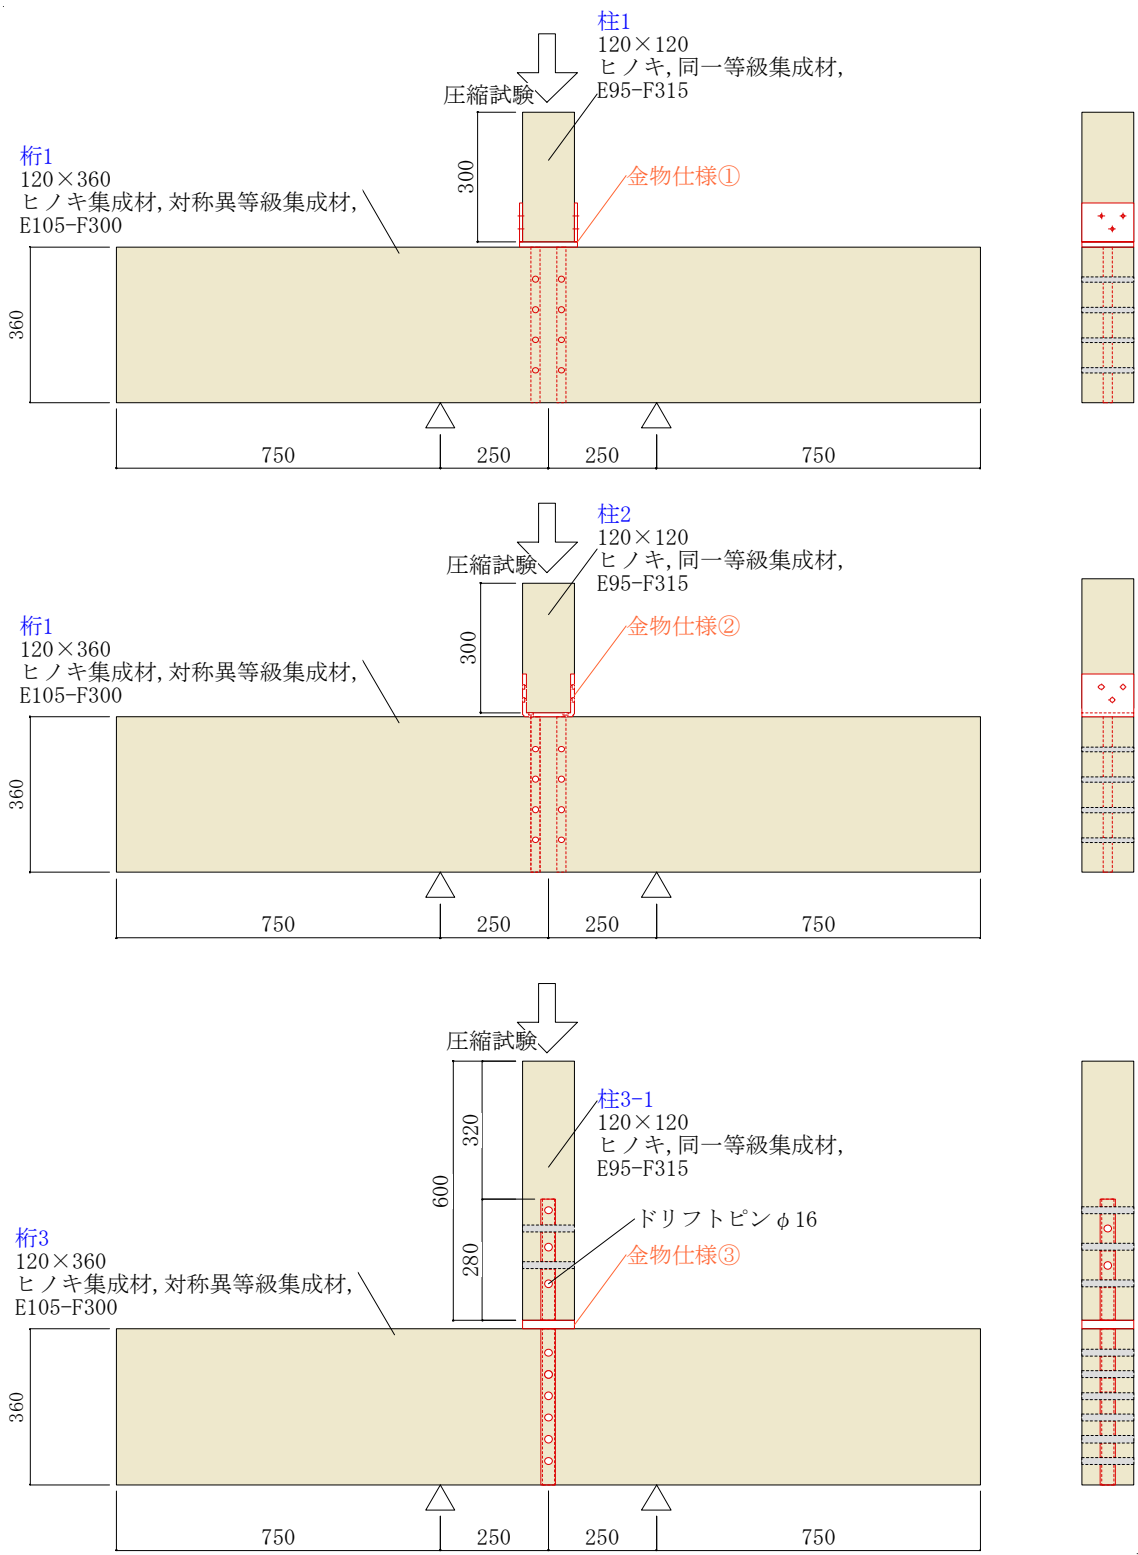 柱1
120×120
ヒノキ,同一等級集成材,
E95-F315
圧縮試験
300
金物仕様①
桁1
120×360
ヒノキ集成材,対称異等級集成材,
E105-F300
360
750
250
250
750
柱2
120×120
ヒノキ,同一等級集成材,
E95-F315
圧縮試験
300
金物仕様②
桁1
120×360
ヒノキ集成材,対称異等級集成材,
E105-F300
360
750
250
250
750
圧縮試験
柱3-1
120×120
ヒノキ,同一等級集成材,
E95-F315
320
600
280
ドリフトピンφ16
金物仕様③
桁3
120×360
ヒノキ集成材,対称異等級集成材,
E105-F300
360
750
250
250
750